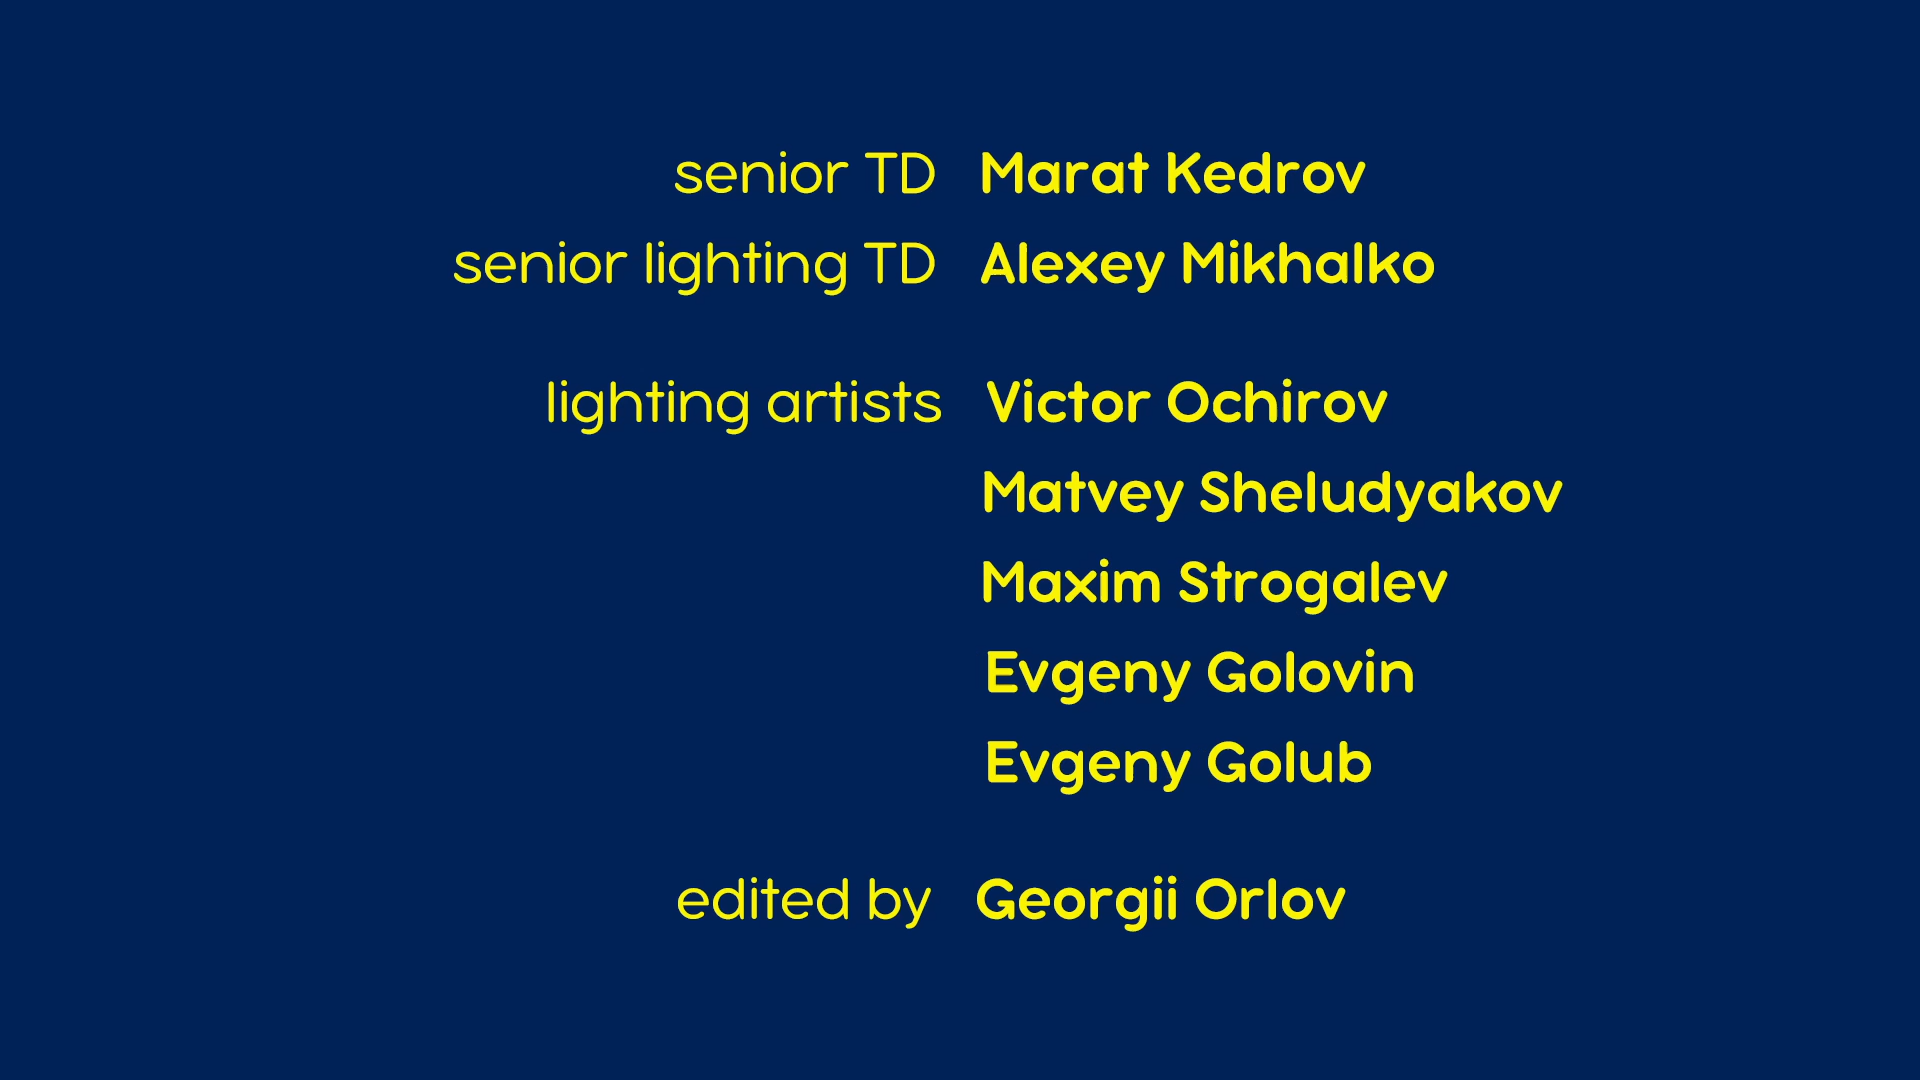 senior TD Marat Kedrov
senior lighting TD Alexey Mikhalko
lighting artists Victor Ochirov
Matvey Sheludyakov
Maxim Strogalev
Evgeny Golovin
Evgeny Golub
edited by Georgii Orlov